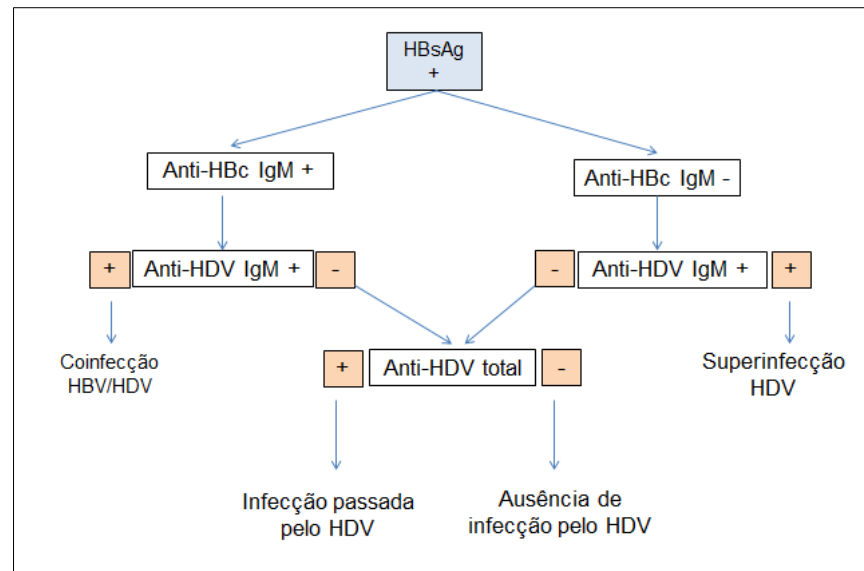 HBsAg
+
Anti-HBc IgM +
Anti-HBc IgM -
+ Anti-HDV IgM + -
- Anti-HDV IgM + +
Coinfecção
HBV/HDV
+ Anti-HDV total -
Superinfecção
HDV
Infecção passada
pelo HDV
Ausência de
infecção pelo HDV